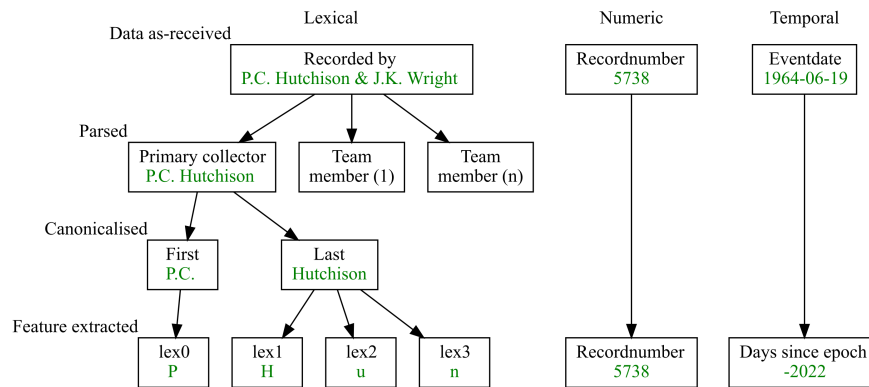 Lexical
Numeric
Temporal
Data as-received
Recorded by
P.C. Hutchison & J.K. Wright
Recordnumber
5738
Eventdate
1964-06-19
Parsed
Primary collector
P.C. Hutchison
Team
member (1)
Team
member (n)
Canonicalised
First
P.C.
Last
Hutchison
Feature extracted
lex0
P
lex1
H
lex2
u
lex3
n
Recordnumber
5738
Days since epoch
-2022